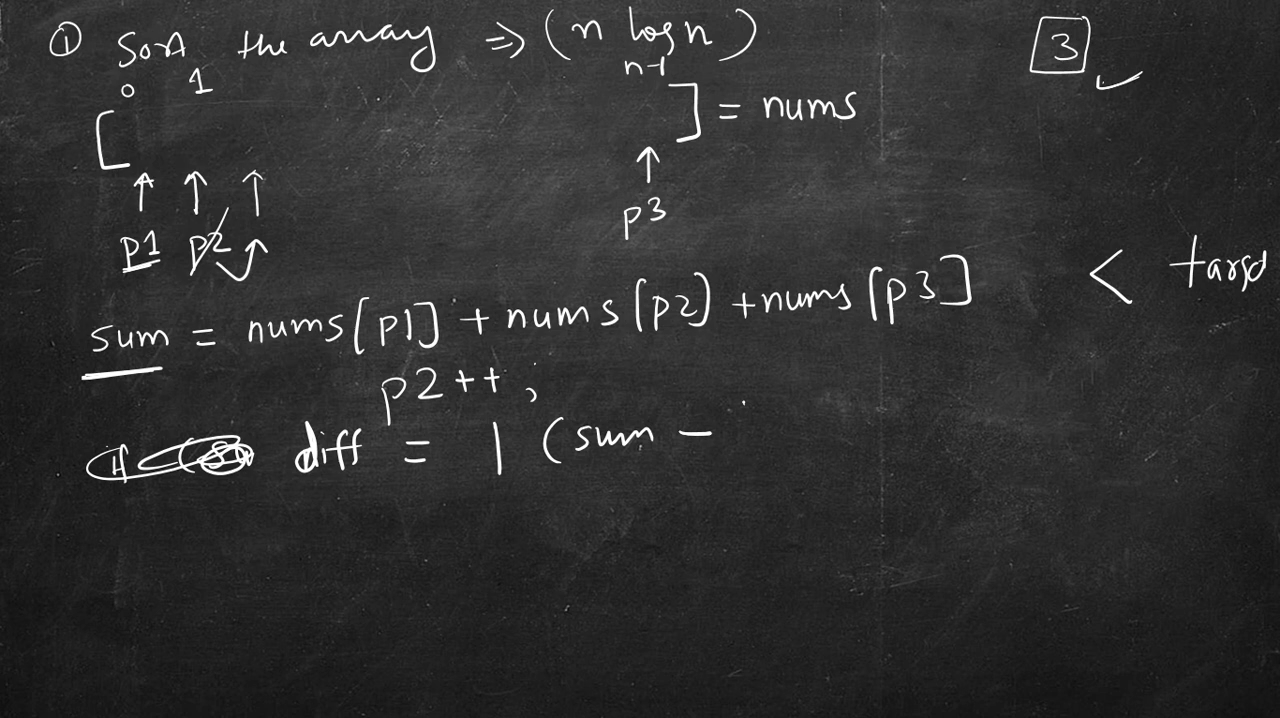 ① Sort the array => (n log n)
3
0 1 n-1
[ ] = nums
p1 p2 p3
sum = nums[p1] + nums[p2] + nums[p3] <
p2++;
diff = | (sum -